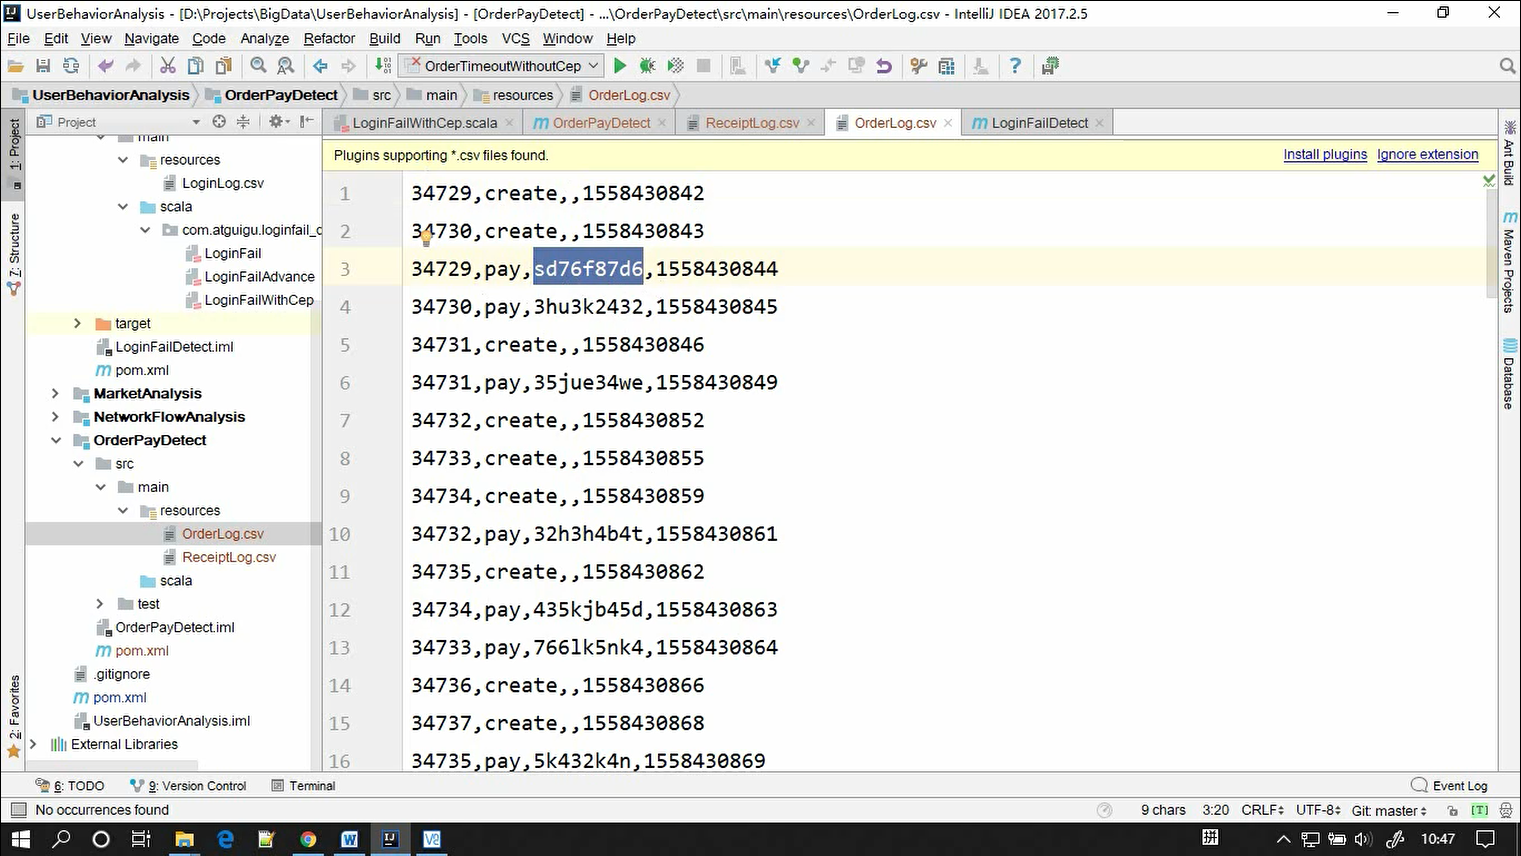 UserBehaviorAnalysis - [D:\Projects\BigData\UserBehaviorAnalysis] - [OrderPayDetect] - ...\OrderPayDetect\src\main\resources\OrderLog.csv - IntelliJ IDEA 2017.2.5
File Edit View Navigate Code Analyze Refactor Build Run Tools VCS Window Help
OrderTimeoutWithoutCep
UserBehaviorAnalysis OrderPayDetect src main resources OrderLog.csv
Project
LoginFailWithCep.scala OrderPayDetect ReceiptLog.csv OrderLog.csv LoginFailDetect
Plugins supporting *.csv files found. Install plugins Ignore extension
1: Project
7: Structure
2: Favorites
main
resources
LoginLog.csv
scala
com.atguigu.loginfail_d
LoginFail
LoginFailAdvance
LoginFailWithCep
target
LoginFailDetect.iml
pom.xml
MarketAnalysis
NetworkFlowAnalysis
OrderPayDetect
src
main
resources
OrderLog.csv
ReceiptLog.csv
scala
test
OrderPayDetect.iml
pom.xml
.gitignore
pom.xml
UserBehaviorAnalysis.iml
External Libraries
1 34729,create,,1558430842
2 34730,create,,1558430843
3 34729,pay,sd76f87d6,1558430844
4 34730,pay,3hu3k2432,1558430845
5 34731,create,,1558430846
6 34731,pay,35jue34we,1558430849
7 34732,create,,1558430852
8 34733,create,,1558430855
9 34734,create,,1558430859
10 34732,pay,32h3h4b4t,1558430861
11 34735,create,,1558430862
12 34734,pay,435kjb45d,1558430863
13 34733,pay,766lk5nk4,1558430864
14 34736,create,,1558430866
15 34737,create,,1558430868
16 34735,pay,5k432k4n,1558430869
Ant Build
Maven Projects
Database
6: TODO 9: Version Control Terminal Event Log
No occurrences found 9 chars 3:20 CRLF UTF-8 Git: master [T]
拼 10:47